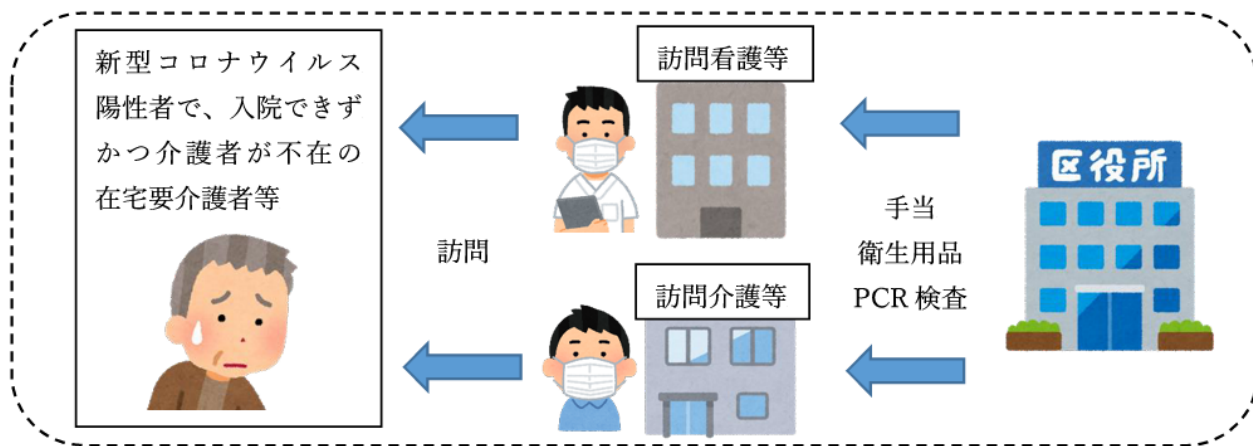 新型コロナウイルス
陽性者で、入院できず
かつ介護者が不在の
在宅要介護者等
訪問
訪問看護等
訪問介護等
手当
衛生用品
PCR 検査
区役所